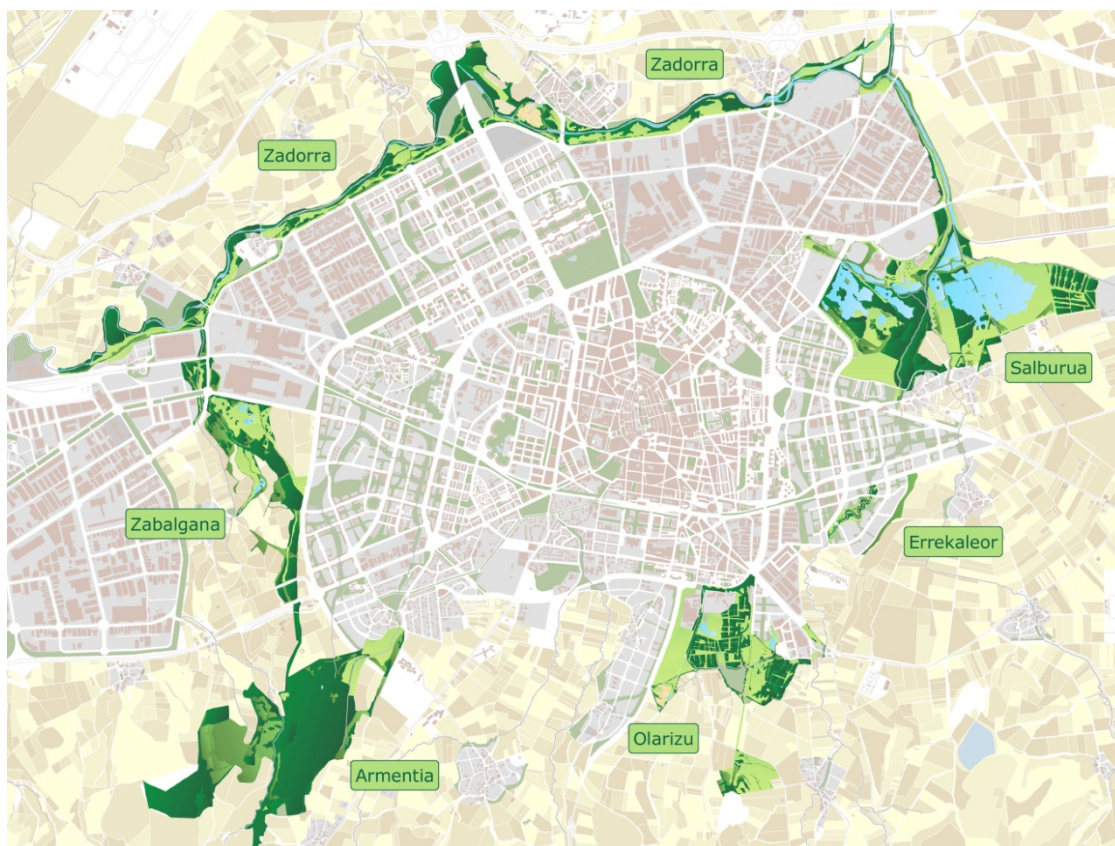 Zadorra
Zadorra
Salburua
Zabalgana
Errekaleor
Olarizu
Armentia